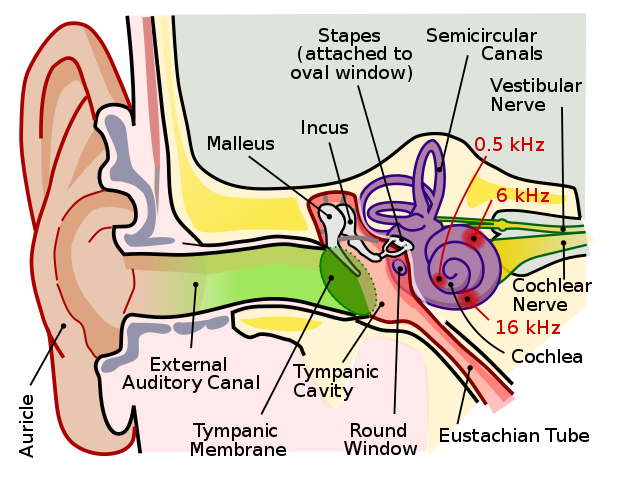 Stapes
(attached to
oval window)
Semicircular
Canals
Vestibular
Nerve
Incus
Malleus
0.5 kHz
6 kHz
Cochlear
Nerve
16 kHz
Cochlea
External
Auditory Canal
Tympanic
Cavity
Auricle
Tympanic
Membrane
Round
Window
Eustachian Tube